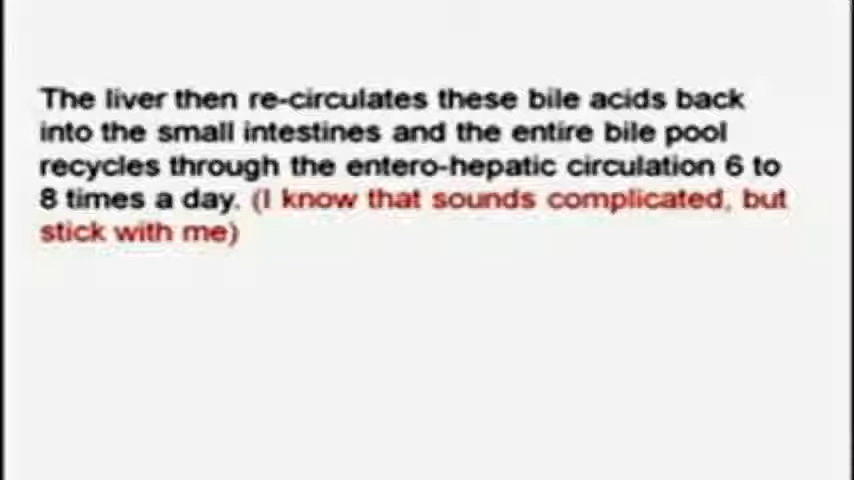 The liver then re-circulates these bile acids back
into the small intestines and the entire bile pool
recycles through the entero-hepatic circulation 6 to
8 times a day. (I know that sounds complicated, but
stick with me)